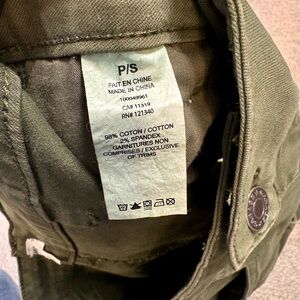 P/S
FAIT EN CHINE
MADE IN CHINA
100049961
CA# 11319
RN# 121340
98% COTON / COTTON
2% SPANDEX
GARNITURES NON
COMPRISES / EXCLUSIVE
OF TRIMS